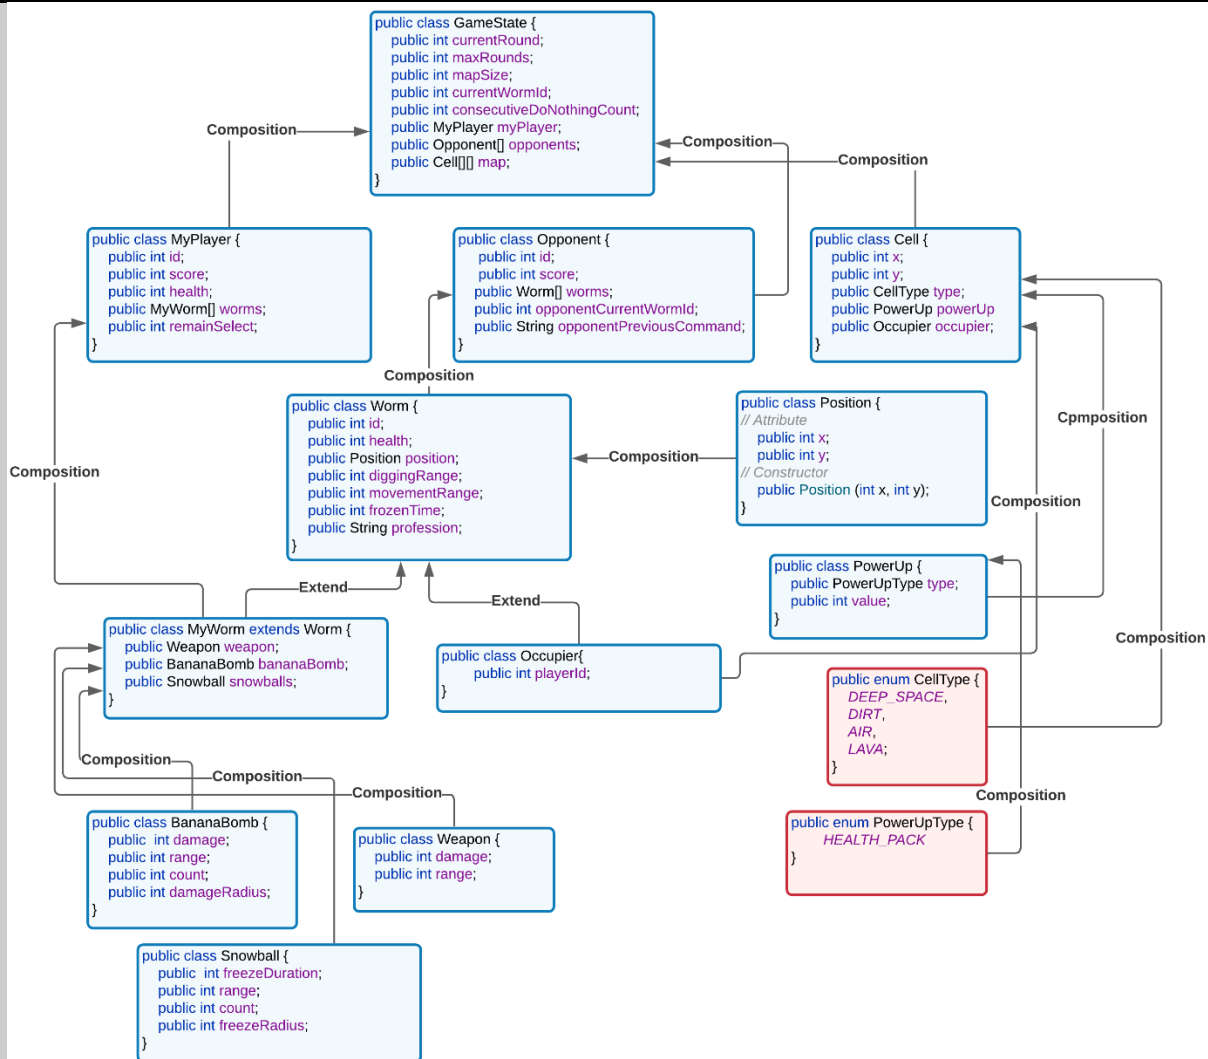 public class GameState {
public int currentRound;
public int maxRounds;
public int mapSize;
public int currentWormId;
public int consecutiveDoNothingCount;
public MyPlayer myPlayer;
public Opponent[] opponents;
public Cell[][] map;
}
Composition
Composition
Composition
public class MyPlayer {
public int id;
public int score;
public int health;
public MyWorm[] worms;
public int remainSelect;
}
public class Opponent {
public int id;
public int score;
public Worm[] worms;
public int opponentCurrentWormId;
public String opponentPreviousCommand;
}
public class Cell {
public int x;
public int y;
public CellType type;
public PowerUp powerUp
public Occupier occupier;
}
Composition
public class Worm {
public int id;
public int health;
public Position position;
public int diggingRange;
public int movementRange;
public int frozenTime;
public String profession;
}
Composition
public class Position {
// Attribute
public int x;
public int y;
// Constructor
public Position (int x, int y);
}
Cpmposition
Composition
Composition
Extend
Extend
public class PowerUp {
public PowerUpType type;
public int value;
}
Composition
public class MyWorm extends Worm {
public Weapon weapon;
public BananaBomb bananaBomb;
public Snowball snowballs;
}
public class Occupier{
public int playerId;
}
public enum CellType {
DEEP_SPACE,
DIRT,
AIR,
LAVA;
}
Composition
Composition
Composition
Composition
public class BananaBomb {
public int damage;
public int range;
public int count;
public int damageRadius;
}
public class Weapon {
public int damage;
public int range;
}
public enum PowerUpType {
HEALTH_PACK
}
public class Snowball {
public int freezeDuration;
public int range;
public int count;
public int freezeRadius;
}